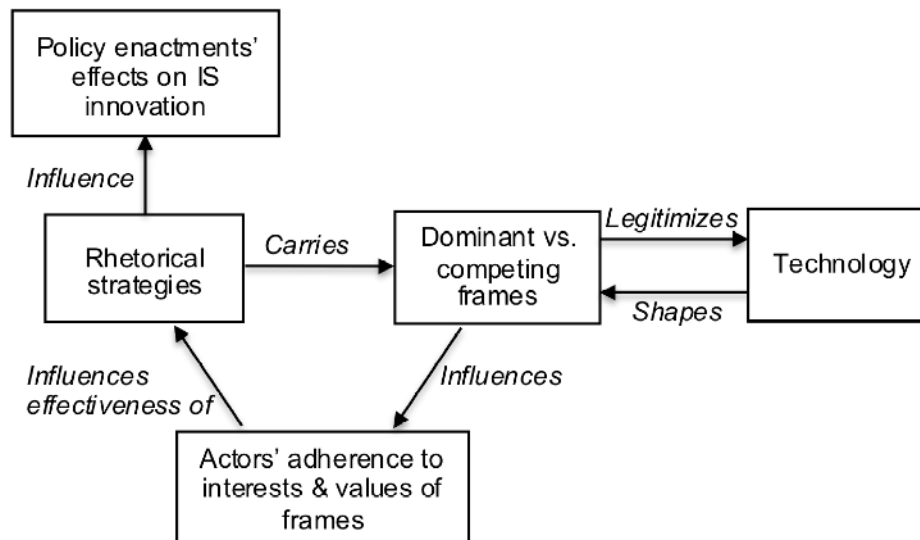 Policy enactments’
effects on IS
innovation
Influence
Rhetorical
strategies
Carries
Dominant vs.
competing
frames
Legitimizes
Technology
Shapes
Influences
effectiveness of
Influences
Actors’ adherence to
interests & values of
frames